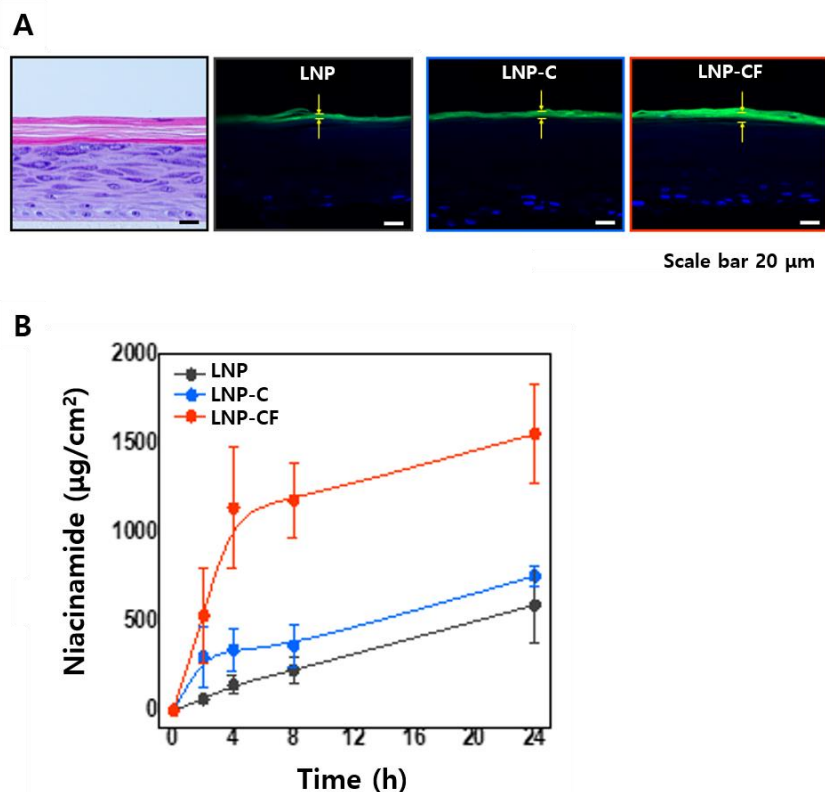 A
LNP
LNP-C
LNP-CF
Scale bar 20 μm
B
LNP
LNP-C
LNP-CF
2000
1500
1000
500
0
Niacinamide (μg/cm²)
0 4 8 12 16 20 24
Time (h)